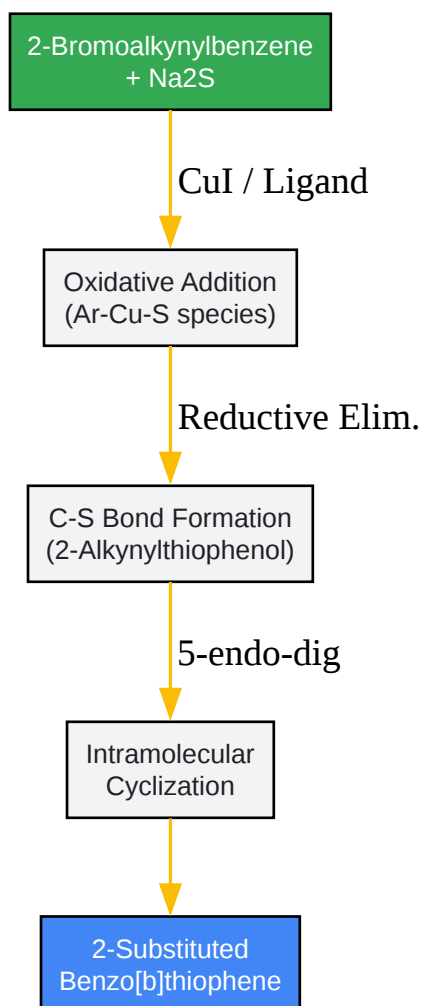 2-Bromoalkynylbenzene
+ Na2S
CuI / Ligand
Oxidative Addition
(Ar-Cu-S species)
Reductive Elim.
C-S Bond Formation
(2-Alkynylthiophenol)
5-endo-dig
Intramolecular
Cyclization
2-Substituted
Benzo[b]thiophene